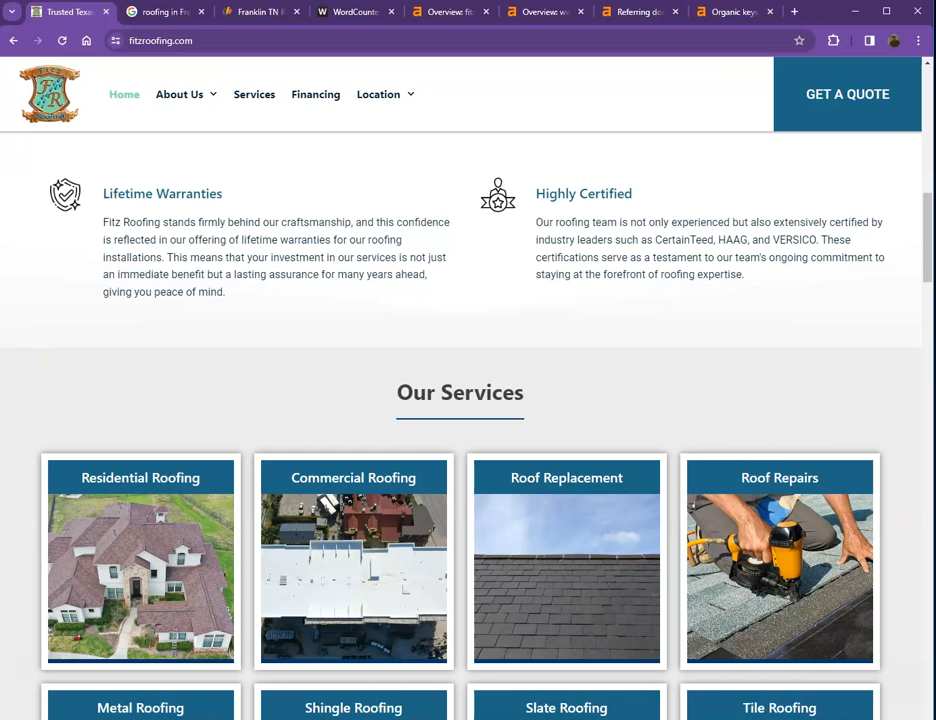 Trusted Texas
roofing in Fra
Franklin TN R
WordCounte
Overview: fit
Overview: ww
Referring do
Organic key
fitzroofing.com
FITZ
FR
Roofing
Home
About Us
Services
Financing
Location
GET A QUOTE
Lifetime Warranties
Fitz Roofing stands firmly behind our craftsmanship, and this confidence
is reflected in our offering of lifetime warranties for our roofing
installations. This means that your investment in our services is not just
an immediate benefit but a lasting assurance for many years ahead,
giving you peace of mind.
Highly Certified
Our roofing team is not only experienced but also extensively certified by
industry leaders such as CertainTeed, HAAG, and VERSICO. These
certifications serve as a testament to our team's ongoing commitment to
staying at the forefront of roofing expertise.
Our Services
Residential Roofing
Commercial Roofing
Roof Replacement
Roof Repairs
Metal Roofing
Shingle Roofing
Slate Roofing
Tile Roofing